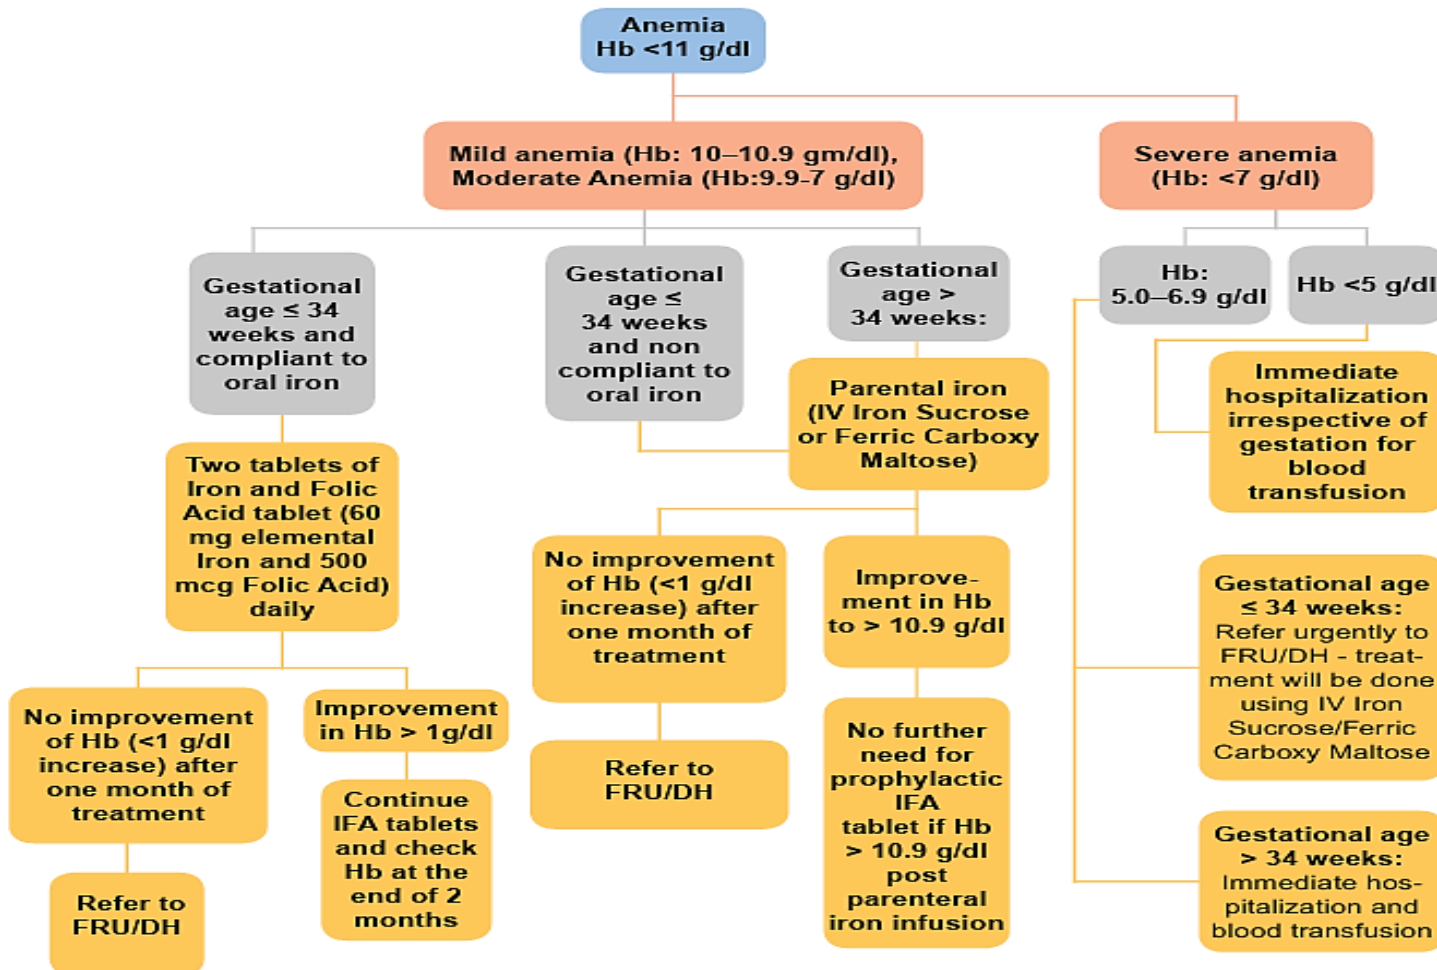 Anemia
Hb <11 g/dl
Mild anemia (Hb: 10–10.9 gm/dl),
Moderate Anemia (Hb:9.9-7 g/dl)
Severe anemia
(Hb: <7 g/dl)
Gestational
age ≤ 34
weeks and
compliant to
oral iron
Gestational
age ≤
34 weeks
and non
compliant to
oral iron
Gestational
age >
34 weeks:
Hb:
5.0–6.9 g/dl
Hb <5 g/dl
Two tablets of
Iron and Folic
Acid tablet (60
mg elemental
Iron and 500
mcg Folic Acid)
daily
Parental iron
(IV Iron Sucrose
or Ferric Carboxy
Maltose)
Immediate
hospitalization
irrespective of
gestation for
blood
transfusion
No improvement
of Hb (<1 g/dl
increase) after
one month of
treatment
Improve-
ment in Hb
to > 10.9 g/dl
Gestational age
≤ 34 weeks:
Refer urgently to
FRU/DH - treat-
ment will be done
using IV Iron
Sucrose/Ferric
Carboxy Maltose
No improvement
of Hb (<1 g/dl
increase) after
one month of
treatment
Improvement
in Hb > 1g/dl
Refer to
FRU/DH
No further
need for
prophylactic
IFA
tablet if Hb
> 10.9 g/dl
post
parenteral
iron infusion
Continue
IFA tablets
and check
Hb at the
end of 2
months
Gestational age
> 34 weeks:
Immediate hos-
pitalization and
blood transfusion
Refer to
FRU/DH